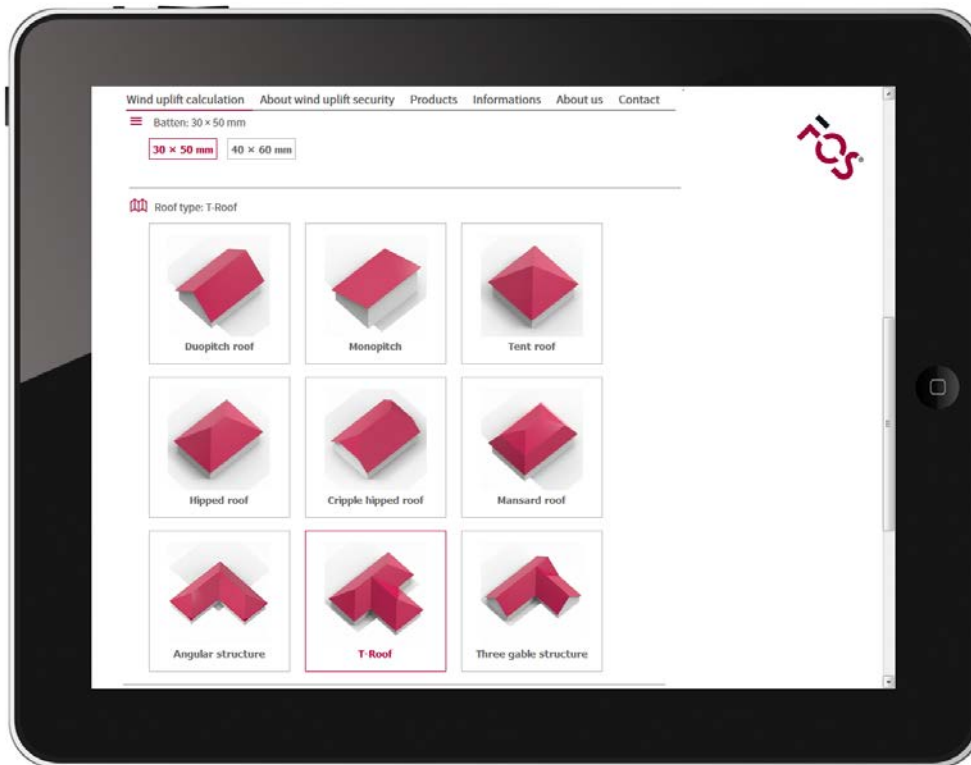 Wind uplift calculation About wind uplift security Products Informations About us Contact
Batten: 30 × 50 mm
30 × 50 mm 40 × 60 mm
FOS®
Roof type: T-Roof
Duopitch roof Monopitch Tent roof
Hipped roof Cripple hipped roof Mansard roof
Angular structure T-Roof Three gable structure